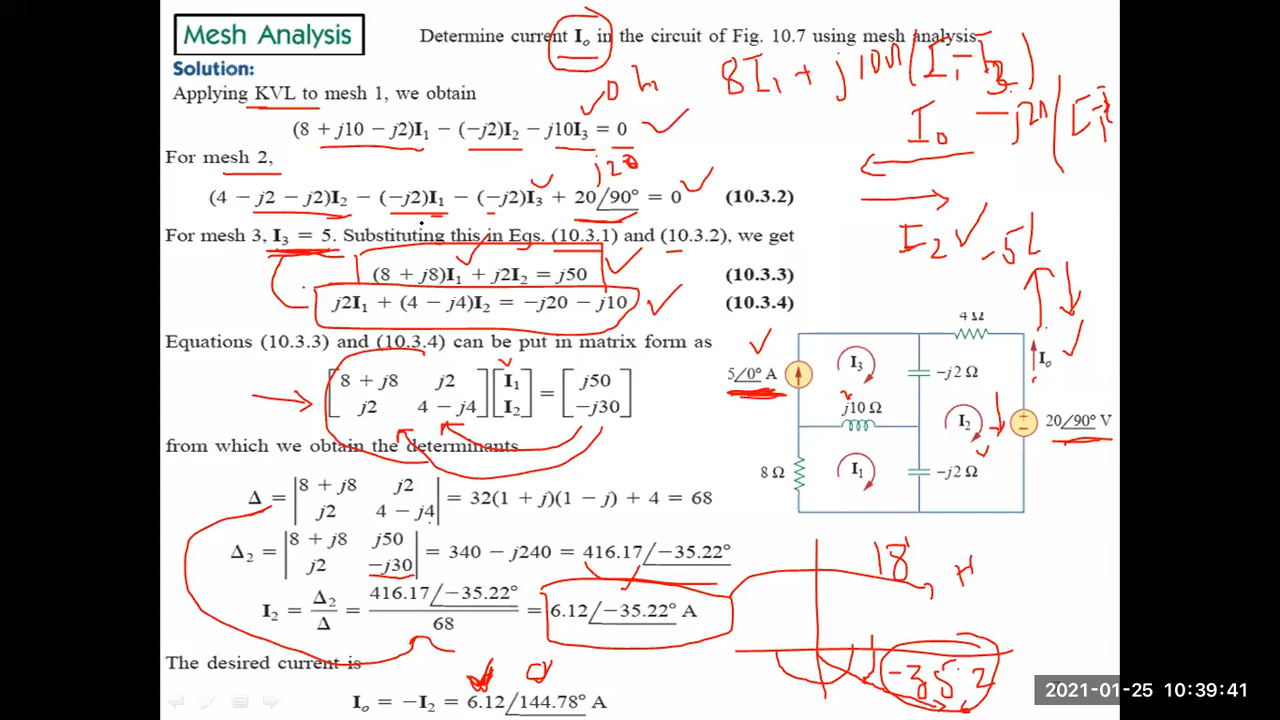 Mesh Analysis
Determine current I₀ in the circuit of Fig. 10.7 using mesh analysis.
Solution:
Applying KVL to mesh 1, we obtain
(8 + j10 − j2)I₁ − (−j2)I₂ − j10I₃ = 0
For mesh 2,
(4 − j2 − j2)I₂ − (−j2)I₁ − (−j2)I₃ + 20/90° = 0 (10.3.2)
For mesh 3, I₃ = 5. Substituting this in Eqs. (10.3.1) and (10.3.2), we get
(8 + j8)I₁ + j2I₂ = j50 (10.3.3)
j2I₁ + (4 − j4)I₂ = −j20 − j10 (10.3.4)
Equations (10.3.3) and (10.3.4) can be put in matrix form as
[8 + j8 j2] [I₁] = [j50]
[j2 4 − j4] [I₂] [−j30]
from which we obtain the determinants
Δ = |8 + j8 j2| = 32(1 + j)(1 − j) + 4 = 68
|j2 4 − j4|
Δ₂ = |8 + j8 j50| = 340 − j240 = 416.17/−35.22°
|j2 −j30|
I₂ = Δ₂/Δ = 416.17/−35.22° / 68 = 6.12/−35.22° A
The desired current is
I₀ = −I₂ = 6.12/144.78° A
8I₁ + j10Ω
I₀ −j2Ω
I₂
j20
4 Ω
5/0° A
I₃
−j2 Ω
I₀
j10 Ω
I₂
20/90° V
8 Ω
I₁
−j2 Ω
18
−35.2
2021-01-25 10:39:41